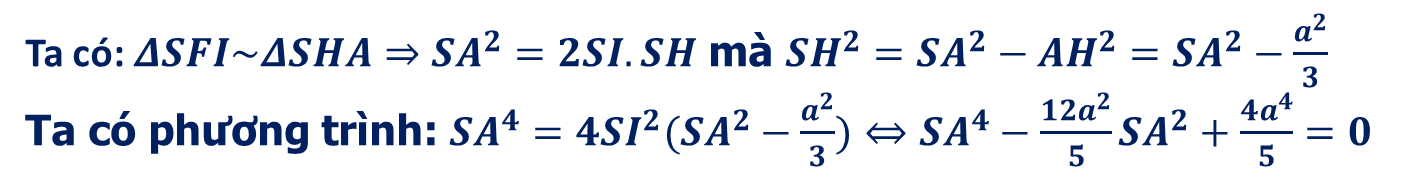 Ta có: ΔSFI~ΔSHA ⇒ SA² = 2SI.SH mà SH² = SA² − AH² = SA² − a²/3
Ta có phương trình: SA⁴ = 4SI²(SA² − a²/3) ⇔ SA⁴ − 12a²/5 SA² + 4a⁴/5 = 0